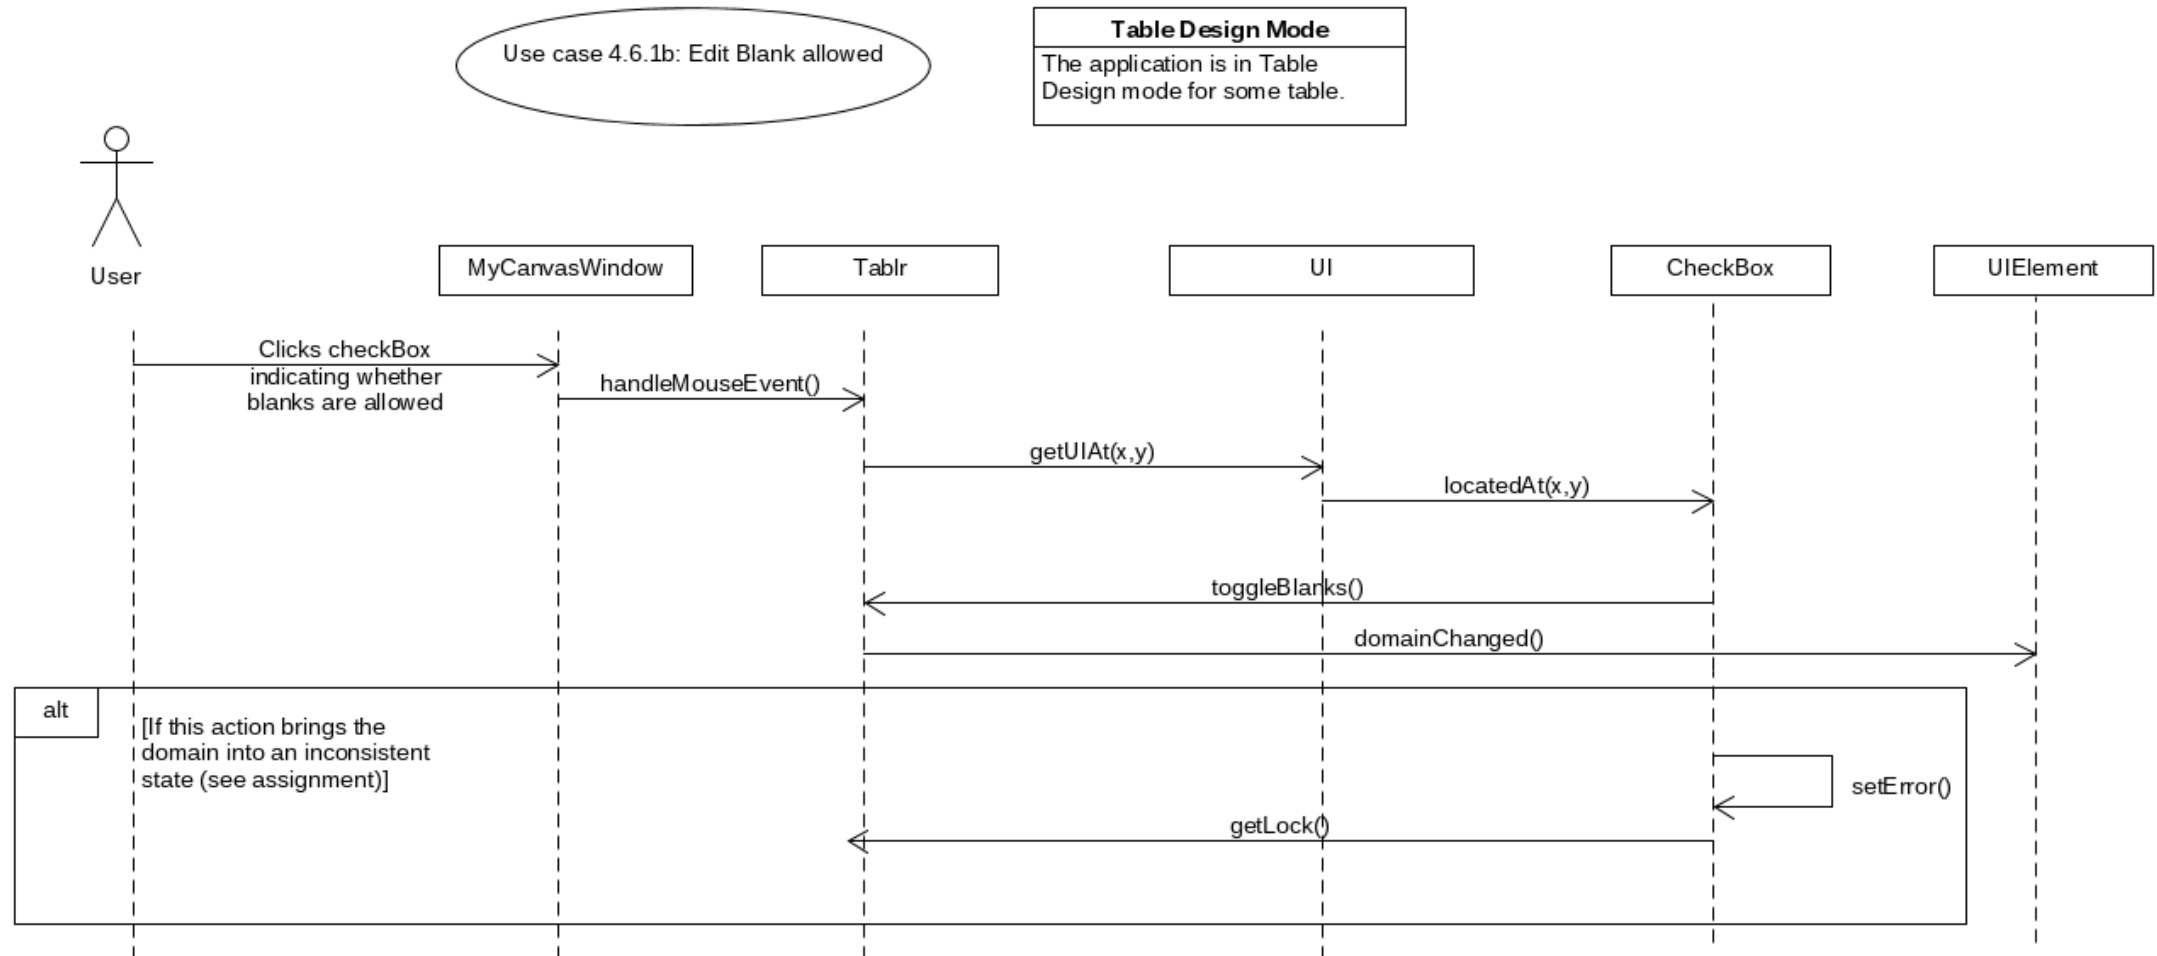 Use case 4.6.1b: Edit Blank allowed
Table Design Mode
The application is in Table
Design mode for some table.
User
MyCanvasWindow
Tablr
UI
CheckBox
UIElement
Clicks checkBox
indicating whether
blanks are allowed
handleMouseEvent()
getUIAt(x,y)
locatedAt(x,y)
toggleBlanks()
domainChanged()
alt
[If this action brings the
domain into an inconsistent
state (see assignment)]
setError()
getLock()